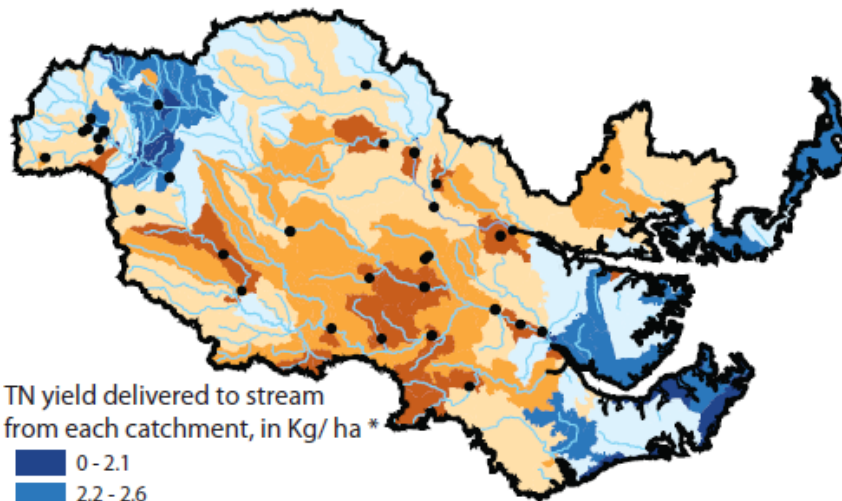 TN yield delivered to stream
from each catchment, in Kg/ ha *
0 - 2.1
2.2 - 2.6